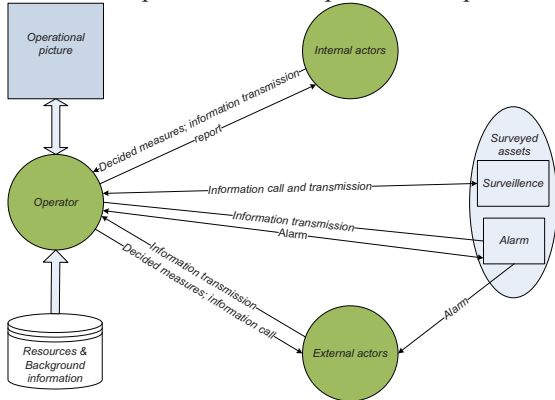 Operational
picture
Internal actors
Decided measures; information transmission
report
Surveyed
assets
Information call and transmission
Surveillence
Operator
Information transmission
Alarm
Alarm
Information transmission
Decided measures; information call
Alarm
External actors
Resources &
Background
information